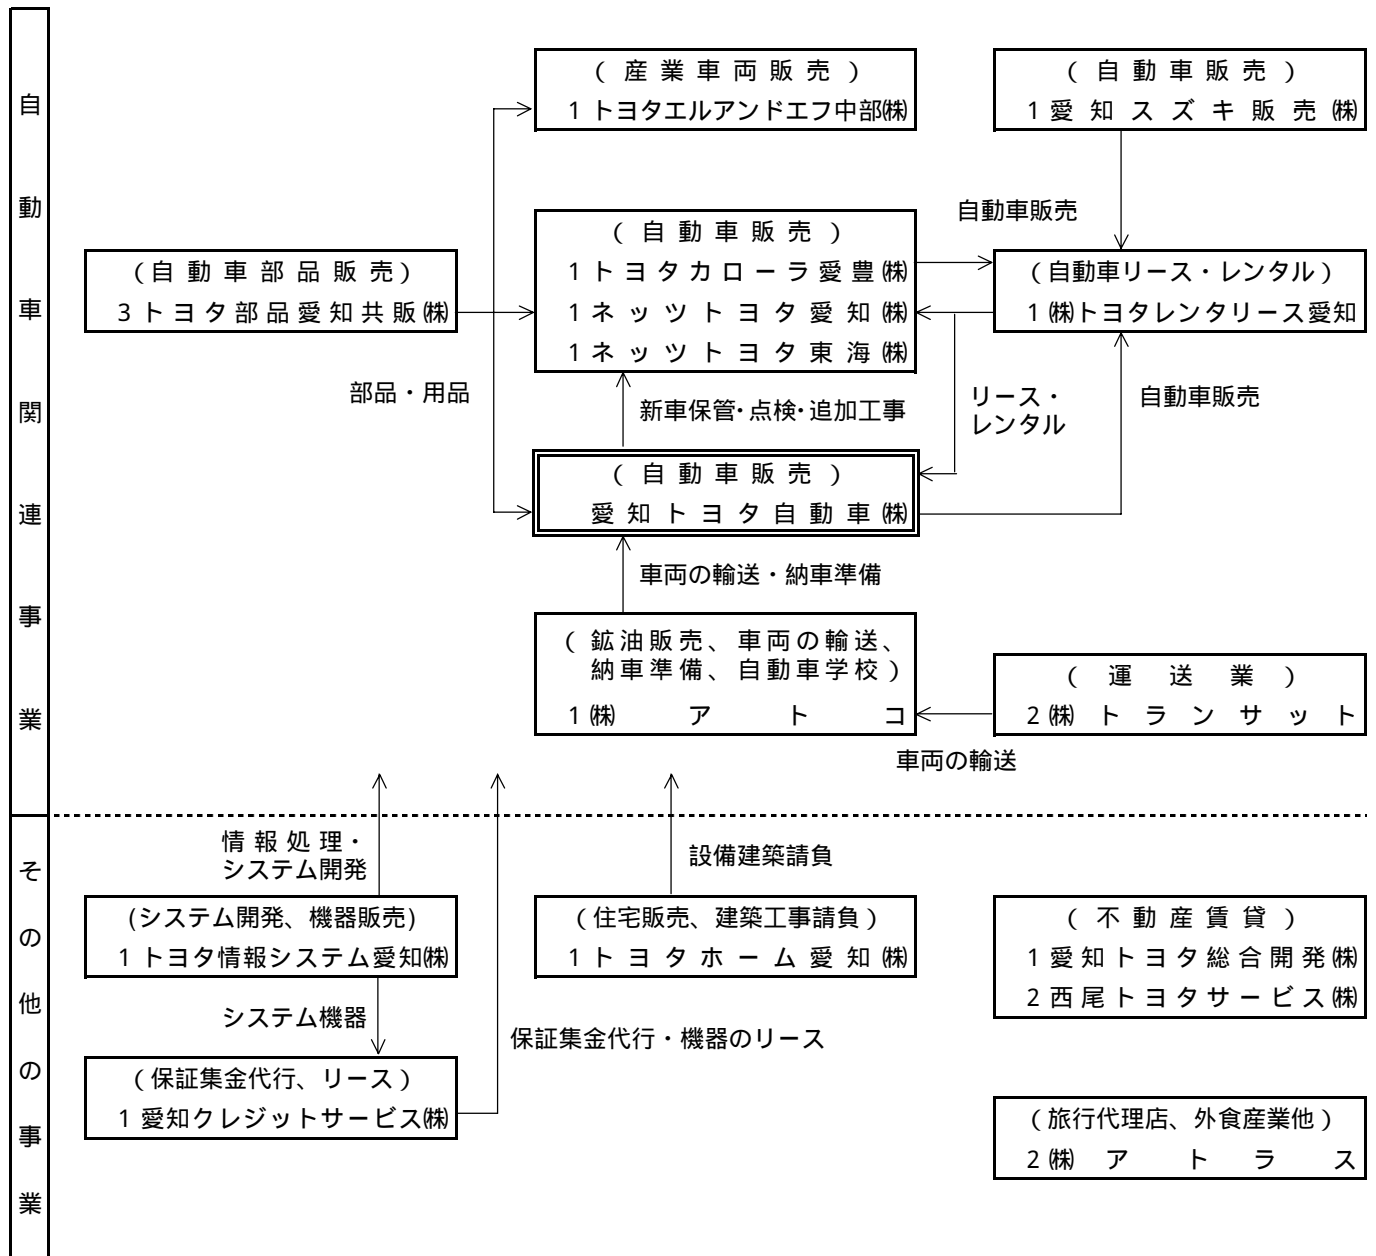 自動車関連事業
(産業車両販売)
1トヨタエルアンドエフ中部㈱
(自動車販売)
1愛知スズキ販売㈱
自動車販売
(自動車部品販売)
3トヨタ部品愛知共販㈱
(自動車販売)
1トヨタカローラ愛豊㈱
1ネッツトヨタ愛知㈱
1ネッツトヨタ東海㈱
(自動車リース・レンタル)
1㈱トヨタレンタリース愛知
部品・用品
新車保管・点検・追加工事
リース・
レンタル
自動車販売
(自動車販売)
愛知トヨタ自動車㈱
車両の輸送・納車準備
(鉱油販売、車両の輸送、
納車準備、自動車学校)
1㈱アトコ
(運送業)
2㈱トランサット
車両の輸送
その他の事業
情報処理・
システム開発
設備建築請負
(システム開発、機器販売)
1トヨタ情報システム愛知㈱
(住宅販売、建築工事請負)
1トヨタホーム愛知㈱
(不動産賃貸)
1愛知トヨタ総合開発㈱
2西尾トヨタサービス㈱
システム機器
保証集金代行・機器のリース
(保証集金代行、リース)
1愛知クレジットサービス㈱
(旅行代理店、外食産業他)
2㈱アトラス